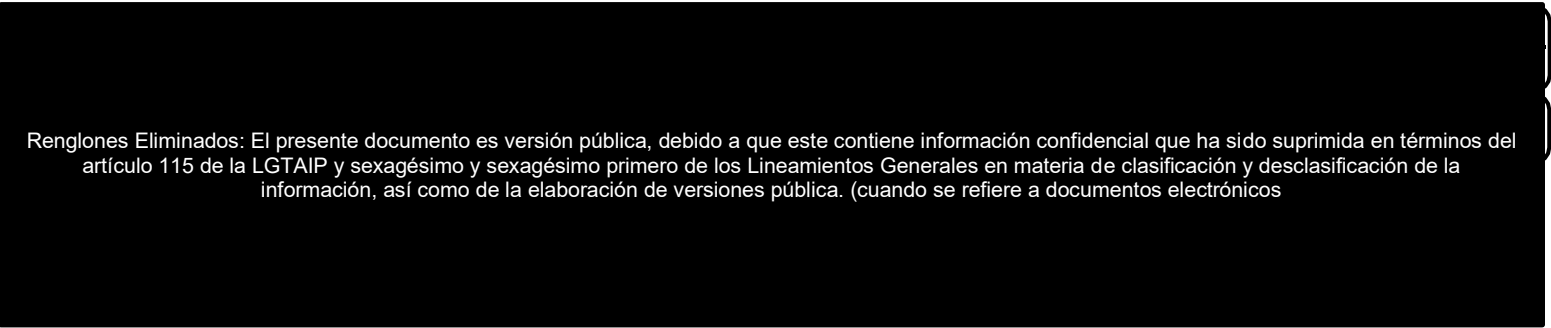 Renglones Eliminados: El presente documento es versión pública, debido a que este contiene información confidencial que ha sido suprimida en términos del
artículo 115 de la LGTAIP y sexagésimo y sexagésimo primero de los Lineamientos Generales en materia de clasificación y desclasificación de la
información, así como de la elaboración de versiones pública. (cuando se refiere a documentos electrónicos